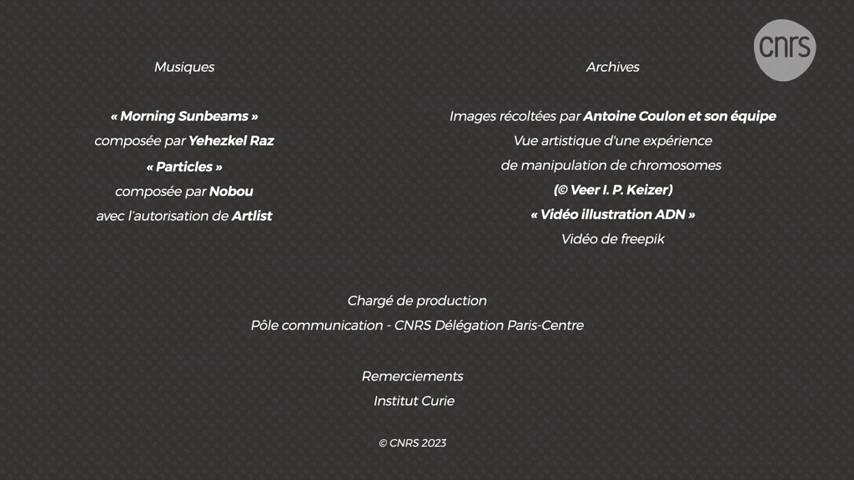 cnrs
Musiques
« Morning Sunbeams »
composée par Yehezkel Raz
« Particles »
composée par Nobou
avec l'autorisation de Artlist
Archives
Images récoltées par Antoine Coulon et son équipe
Vue artistique d'une expérience
de manipulation de chromosomes
(© Veer I. P. Keizer)
« Vidéo illustration ADN »
Vidéo de freepik
Chargé de production
Pôle communication - CNRS Délégation Paris-Centre
Remerciements
Institut Curie
© CNRS 2023